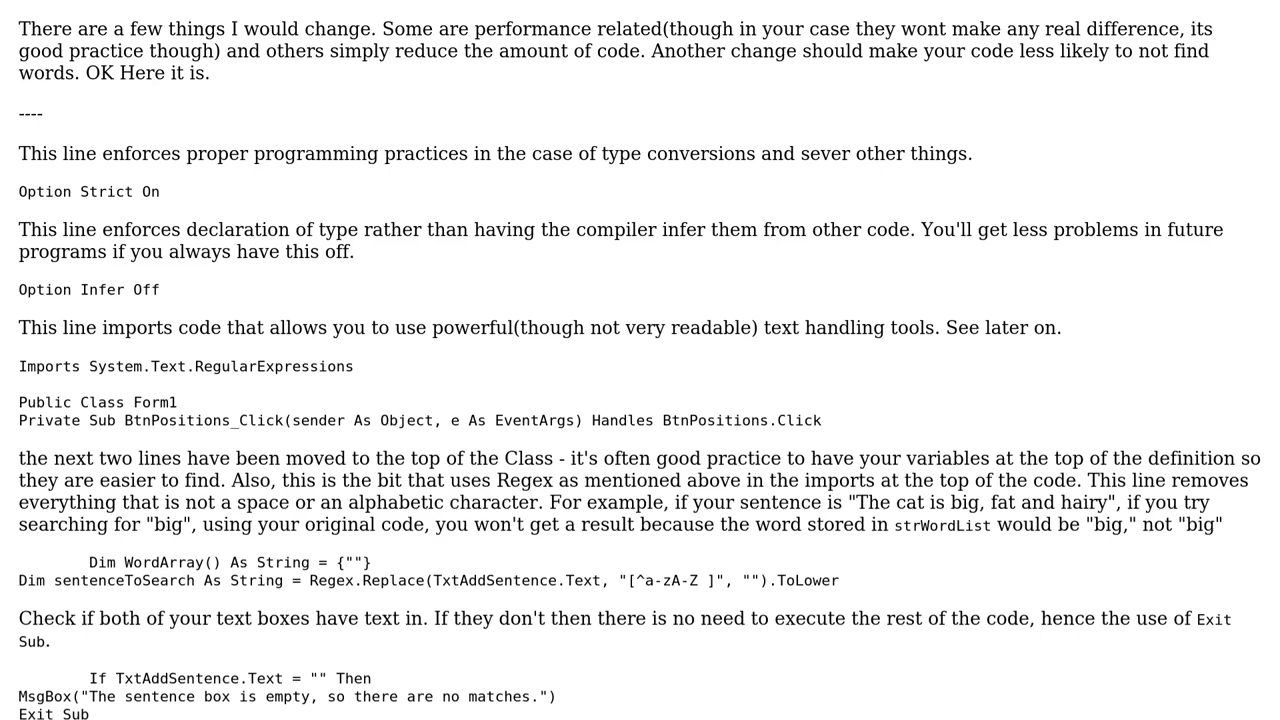 There are a few things I would change. Some are performance related(though in your case they wont make any real difference, its
good practice though) and others simply reduce the amount of code. Another change should make your code less likely to not find
words. OK Here it is.
----
This line enforces proper programming practices in the case of type conversions and sever other things.
Option Strict On
This line enforces declaration of type rather than having the compiler infer them from other code. You'll get less problems in future
programs if you always have this off.
Option Infer Off
This line imports code that allows you to use powerful(though not very readable) text handling tools. See later on.
Imports System.Text.RegularExpressions
Public Class Form1
Private Sub BtnPositions_Click(sender As Object, e As EventArgs) Handles BtnPositions.Click
the next two lines have been moved to the top of the Class - it's often good practice to have your variables at the top of the definition so
they are easier to find. Also, this is the bit that uses Regex as mentioned above in the imports at the top of the code. This line removes
everything that is not a space or an alphabetic character. For example, if your sentence is "The cat is big, fat and hairy", if you try
searching for "big", using your original code, you won't get a result because the word stored in strWordList would be "big," not "big"
Dim WordArray() As String = {""}
Dim sentenceToSearch As String = Regex.Replace(TxtAddSentence.Text, "[^a-zA-Z ]", "").ToLower
Check if both of your text boxes have text in. If they don't then there is no need to execute the rest of the code, hence the use of Exit
Sub.
If TxtAddSentence.Text = "" Then
MsgBox("The sentence box is empty, so there are no matches.")
Exit Sub